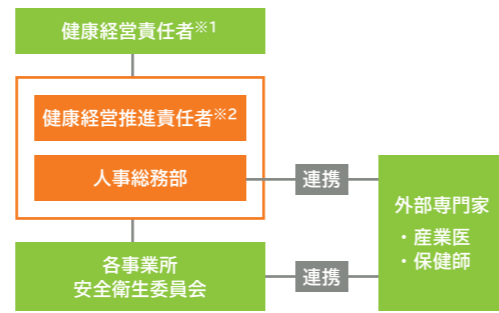 健康経営責任者※1
健康経営推進責任者※2
人事総務部
連携
外部専門家
・産業医
・保健師
各事業所
安全衛生委員会
連携